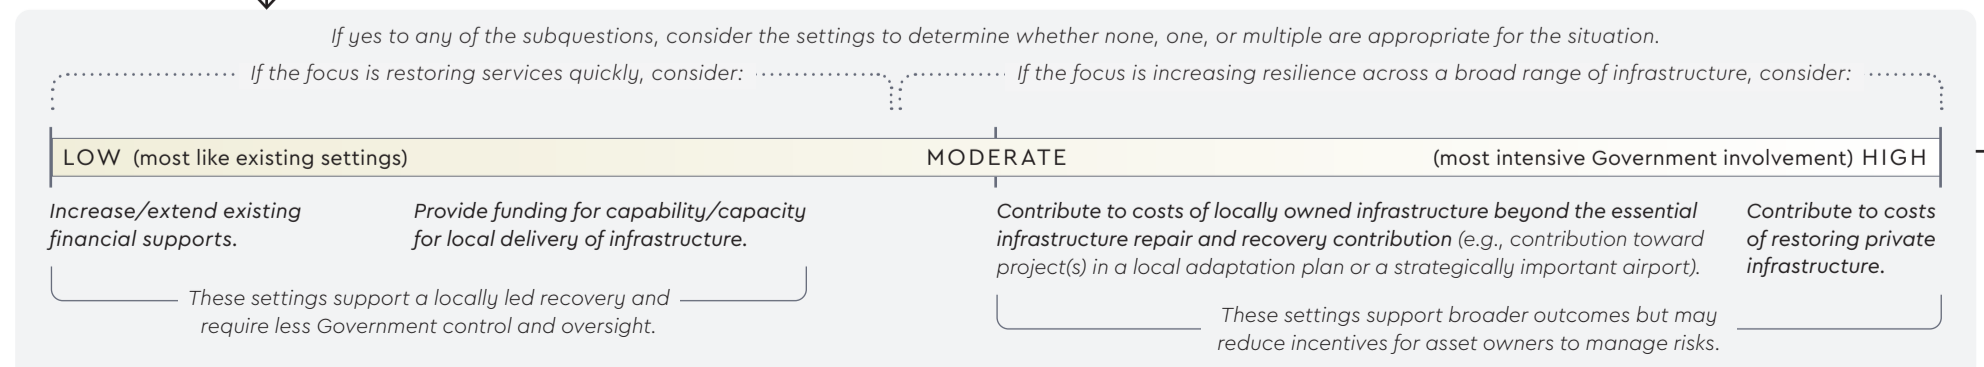 If yes to any of the subquestions, consider the settings to determine whether none, one, or multiple are appropriate for the situation.
If the focus is restoring services quickly, consider:
If the focus is increasing resilience across a broad range of infrastructure, consider:
LOW (most like existing settings)
MODERATE
(most intensive Government involvement) HIGH
Increase/extend existing
financial supports.
Provide funding for capability/capacity
for local delivery of infrastructure.
Contribute to costs of locally owned infrastructure beyond the essential
infrastructure repair and recovery contribution (e.g., contribution toward
project(s) in a local adaptation plan or a strategically important airport).
Contribute to costs
of restoring private
infrastructure.
These settings support a locally led recovery and
require less Government control and oversight.
These settings support broader outcomes but may
reduce incentives for asset owners to manage risks.